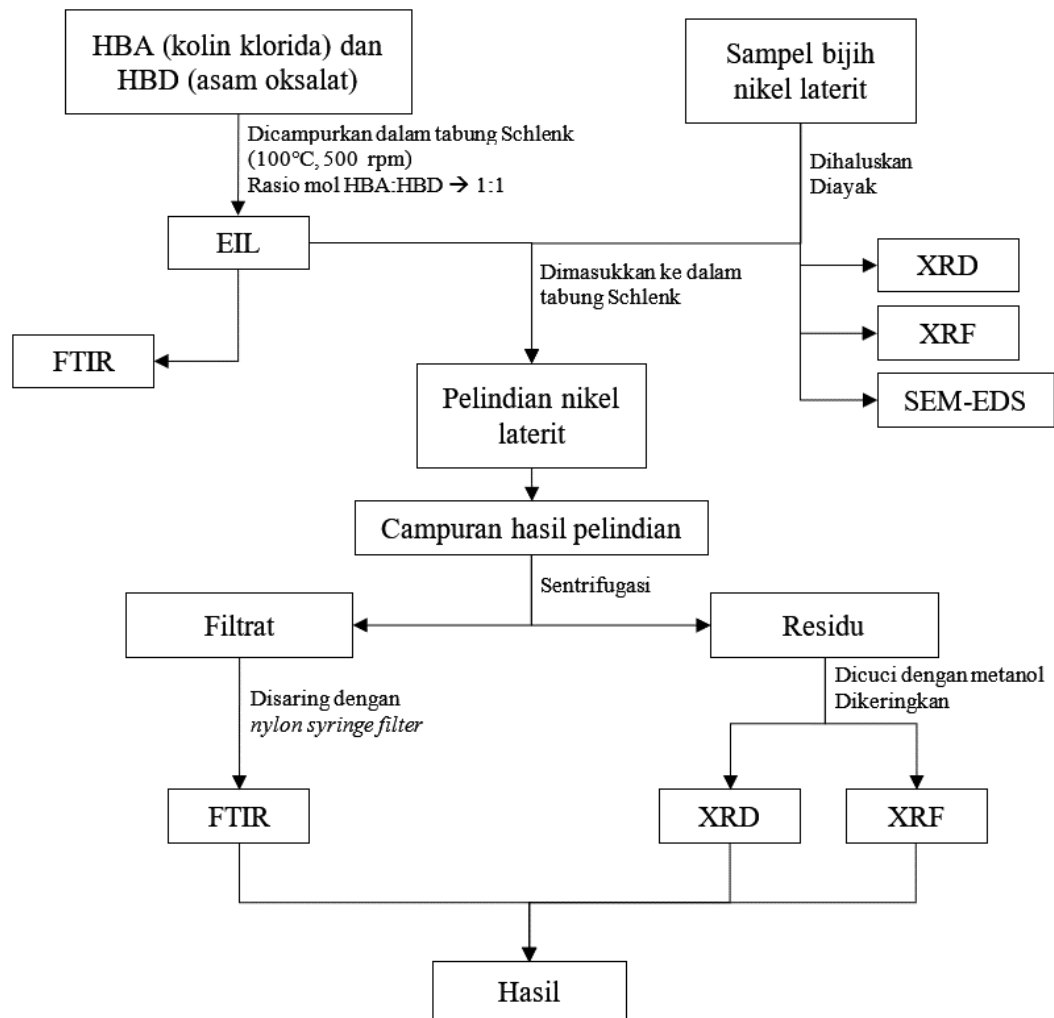 HBA (kolin klorida) dan
HBD (asam oksalat)
Sampel bijih
nikel laterit
Dicampurkan dalam tabung Schlenk
(100°C, 500 rpm)
Rasio mol HBA:HBD → 1:1
Dihaluskan
Diayak
EIL
XRD
Dimasukkan ke dalam
tabung Schlenk
XRF
FTIR
SEM-EDS
Pelindian nikel
laterit
Campuran hasil pelindian
Sentrifugasi
Filtrat
Residu
Dicuci dengan metanol
Dikeringkan
Disaring dengan
nylon syringe filter
FTIR
XRD
XRF
Hasil